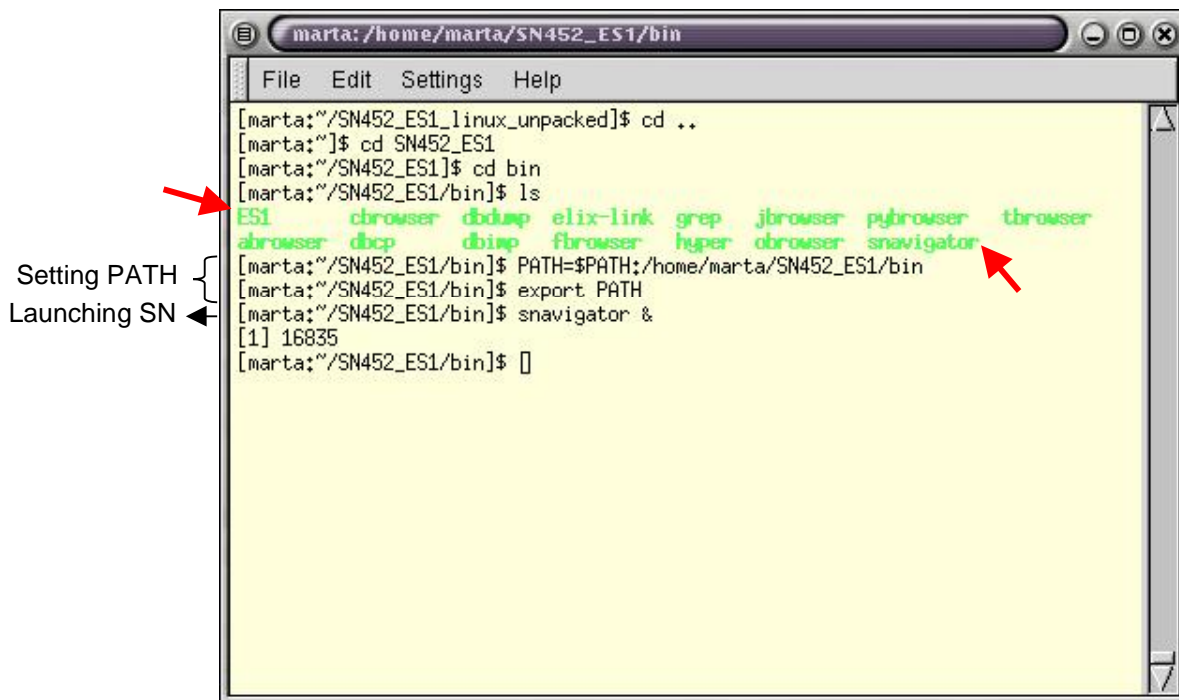 marta:/home/marta/SN452_ES1/bin
File Edit Settings Help
[marta:~/SN452_ES1_linux_unpacked]$ cd ..
[marta:~]$ cd SN452_ES1
[marta:~/SN452_ES1]$ cd bin
[marta:~/SN452_ES1/bin]$ ls
ES1 cbrowser dbdump elix-link grep jbrowser pybrowser tbrowser
abrowser dbcp dbimp fbrowser hyper obrowser snavigator
Setting PATH
[marta:~/SN452_ES1/bin]$ PATH=$PATH:/home/marta/SN452_ES1/bin
[marta:~/SN452_ES1/bin]$ export PATH
Launching SN
[marta:~/SN452_ES1/bin]$ snavigator &
[1] 16835
[marta:~/SN452_ES1/bin]$